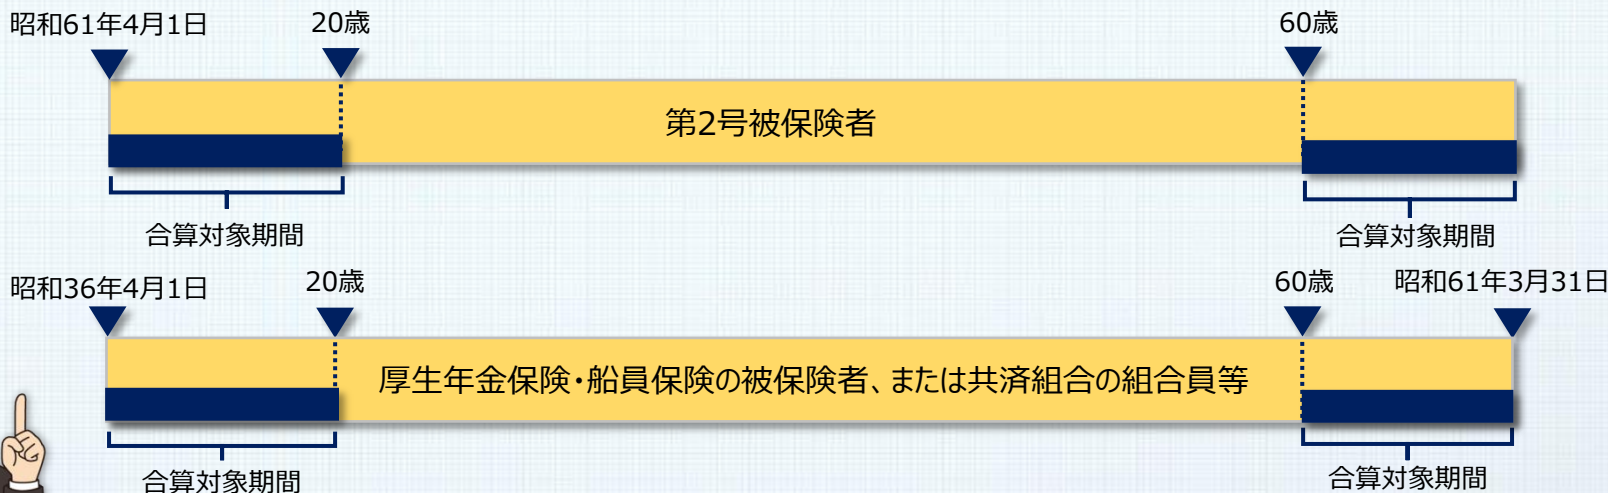 昭和61年4月1日
20歳
60歳
第2号被保険者
合算対象期間
合算対象期間
昭和36年4月1日
20歳
60歳
昭和61年3月31日
厚生年金保険・船員保険の被保険者、または共済組合の組合員等
合算対象期間
合算対象期間